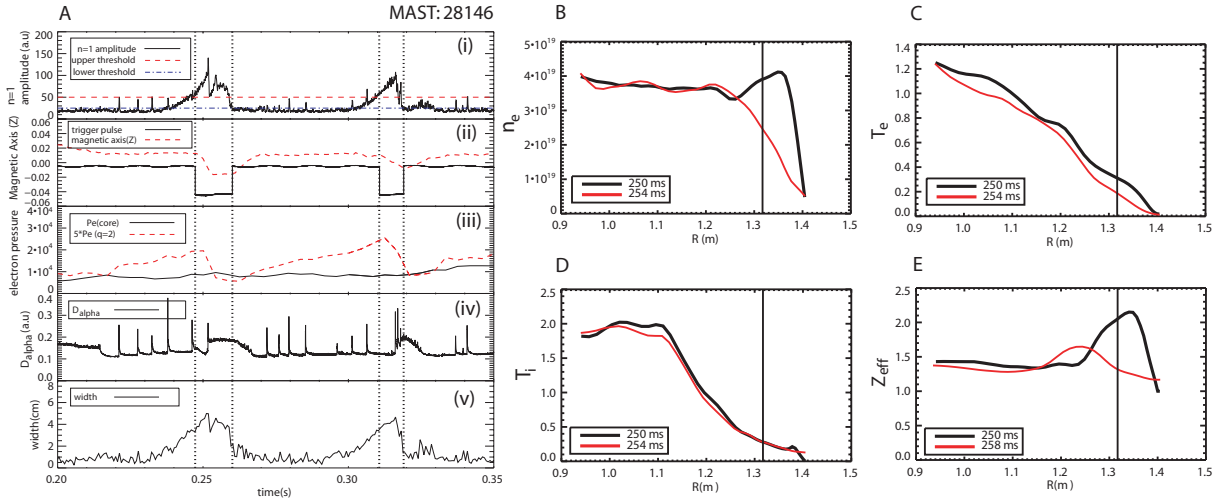 A
MAST: 28146
n=1 amplitude (a.u)
200
150
100
50
0
n=1 amplitude
upper threshold
lower threshold
(i)
Magnetic Axis (Z)
0.06
0.04
0.02
0.00
−0.02
−0.04
−0.06
trigger pulse
magnetic axis(Z)
(ii)
electron pressure
4•10⁴
3•10⁴
2•10⁴
1•10⁴
0
Pe(core)
5*Pe (q=2)
(iii)
Dalpha (a.u)
0.4
0.3
0.2
0.1
0.0
Dalpha
(iv)
width(cm)
8
6
4
2
0
width
(v)
0.20
0.25
0.30
0.35
time(s)
B
nₑ
5•10¹⁹
4•10¹⁹
3•10¹⁹
2•10¹⁹
1•10¹⁹
0
250 ms
254 ms
0.9 1.0 1.1 1.2 1.3 1.4 1.5
R (m)
C
Tₑ
1.4
1.2
1.0
0.8
0.6
0.4
0.2
0.0
250 ms
254 ms
0.9 1.0 1.1 1.2 1.3 1.4 1.5
R (m)
D
Tᵢ
2.5
2.0
1.5
1.0
0.5
0.0
250 ms
254 ms
0.9 1.0 1.1 1.2 1.3 1.4 1.5
R(m )
E
Zeff
2.5
2.0
1.5
1.0
0.5
0.0
250 ms
258 ms
0.9 1.0 1.1 1.2 1.3 1.4 1.5
R(m)